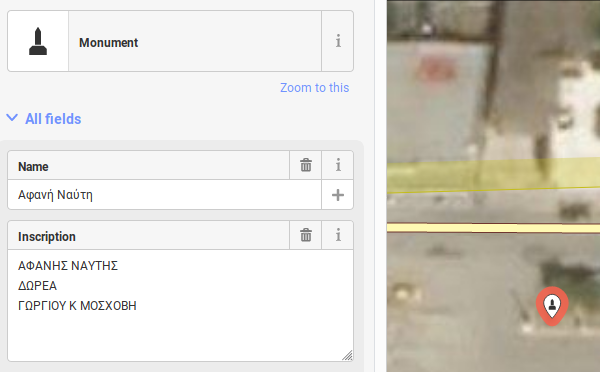 Monument
Zoom to this
All fields
Name
Αφανή Ναύτη
Inscription
ΑΦΑΝΗΣ ΝΑΥΤΗΣ
ΔΩΡΕΑ
ΓΩΡΓΙΟΥ Κ ΜΟΣΧΟΒΗ